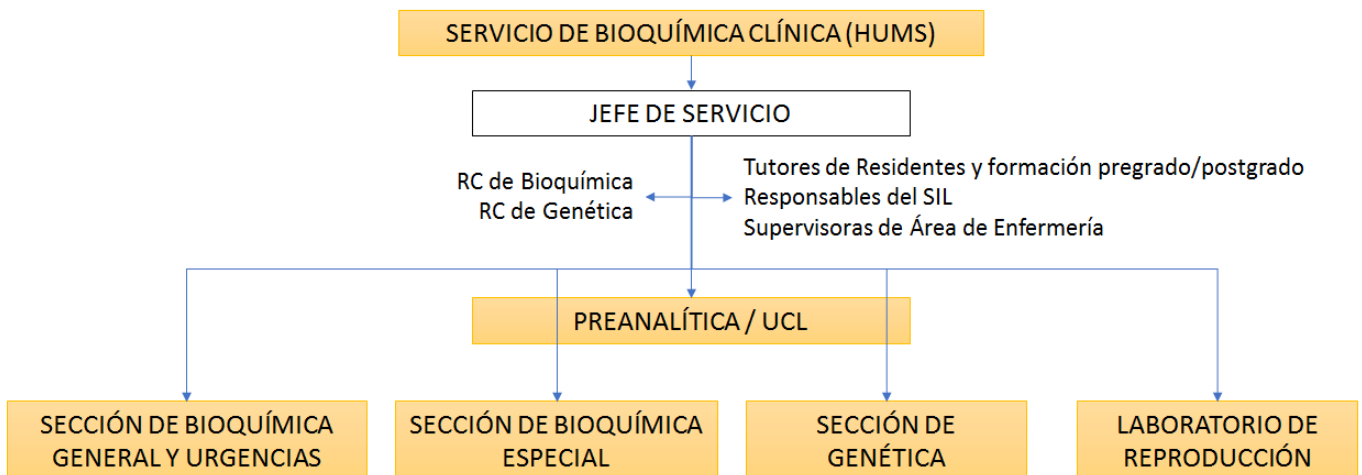 SERVICIO DE BIOQUÍMICA CLÍNICA (HUMS)
JEFE DE SERVICIO
RC de Bioquímica
RC de Genética
Tutores de Residentes y formación pregrado/postgrado
Responsables del SIL
Supervisoras de Área de Enfermería
PREANALÍTICA / UCL
SECCIÓN DE BIOQUÍMICA
GENERAL Y URGENCIAS
SECCIÓN DE BIOQUÍMICA
ESPECIAL
SECCIÓN DE
GENÉTICA
LABORATORIO DE
REPRODUCCIÓN